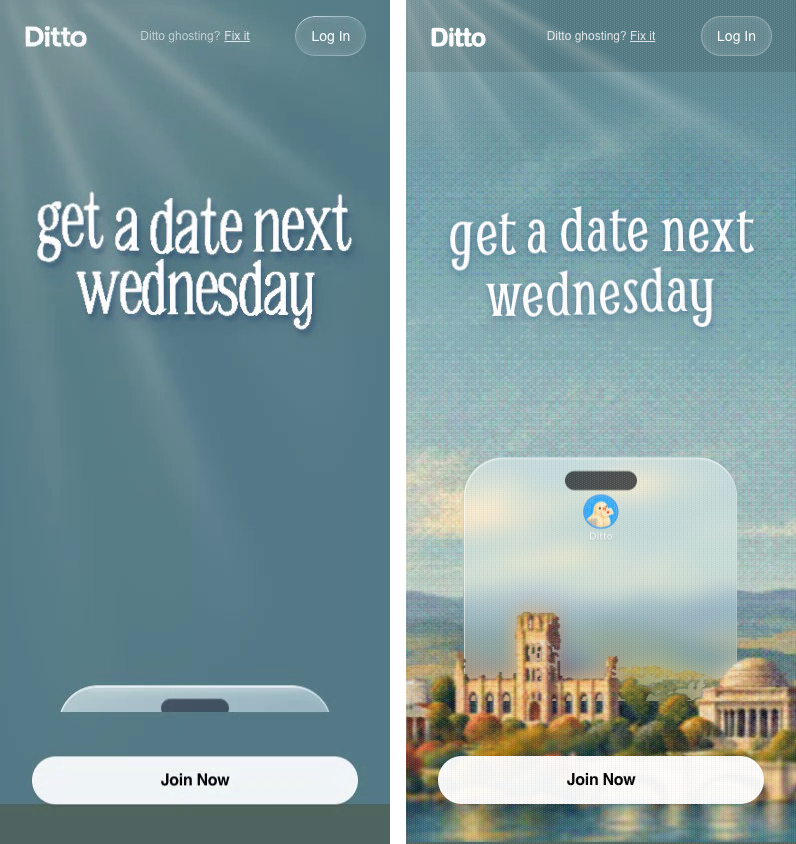 Ditto
Ditto ghosting? Fix it
Log In
get a date next
wednesday
Join Now
Ditto
Ditto ghosting? Fix it
Log In
get a date next
wednesday
Ditto
Join Now